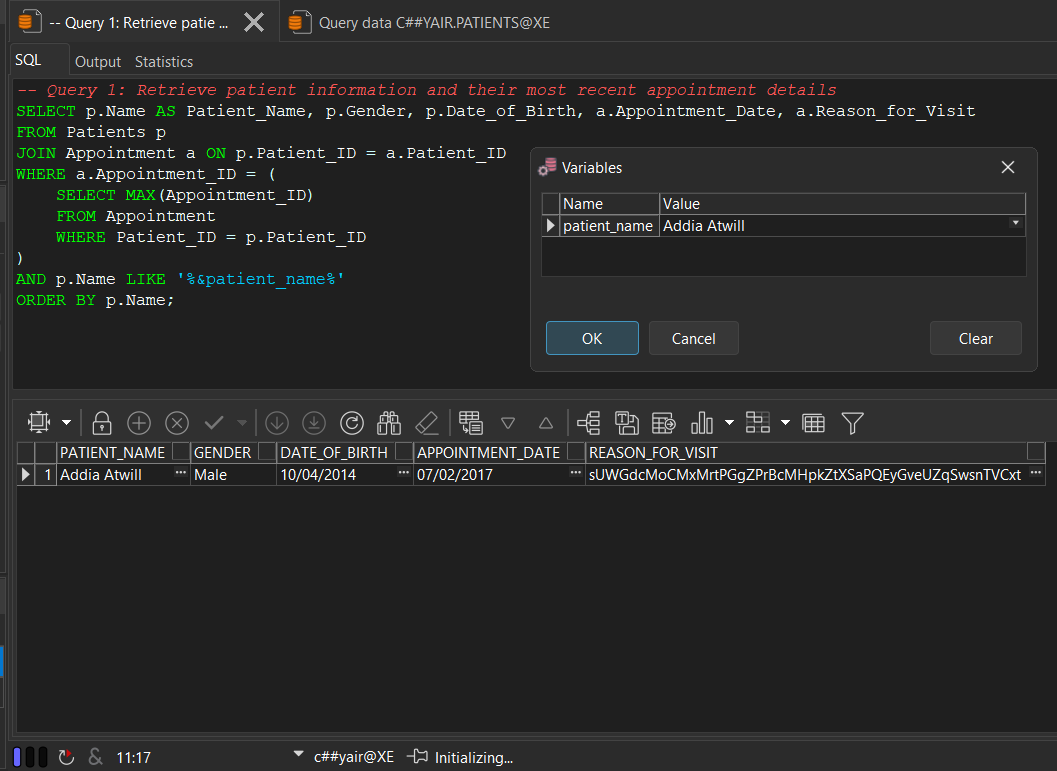 -- Query 1: Retrieve patie ...
Query data C##YAIR.PATIENTS@XE
SQL
Output
Statistics
-- Query 1: Retrieve patient information and their most recent appointment details
SELECT p.Name AS Patient_Name, p.Gender, p.Date_of_Birth, a.Appointment_Date, a.Reason_for_Visit
FROM Patients p
JOIN Appointment a ON p.Patient_ID = a.Patient_ID
WHERE a.Appointment_ID = (
    SELECT MAX(Appointment_ID)
    FROM Appointment
    WHERE Patient_ID = p.Patient_ID
)
AND p.Name LIKE '%&patient_name%'
ORDER BY p.Name;
Variables
Name Value
patient_name Addia Atwill
OK Cancel Clear
PATIENT_NAME GENDER DATE_OF_BIRTH APPOINTMENT_DATE REASON_FOR_VISIT
1 Addia Atwill ... Male 10/04/2014 ... 07/02/2017 ... sUWGdcMoCMxMrtPGgZPrBcMHpkZtXSaPQEyGveUZqSwsnTVCxt ...
& 11:17 c##yair@XE Initializing...